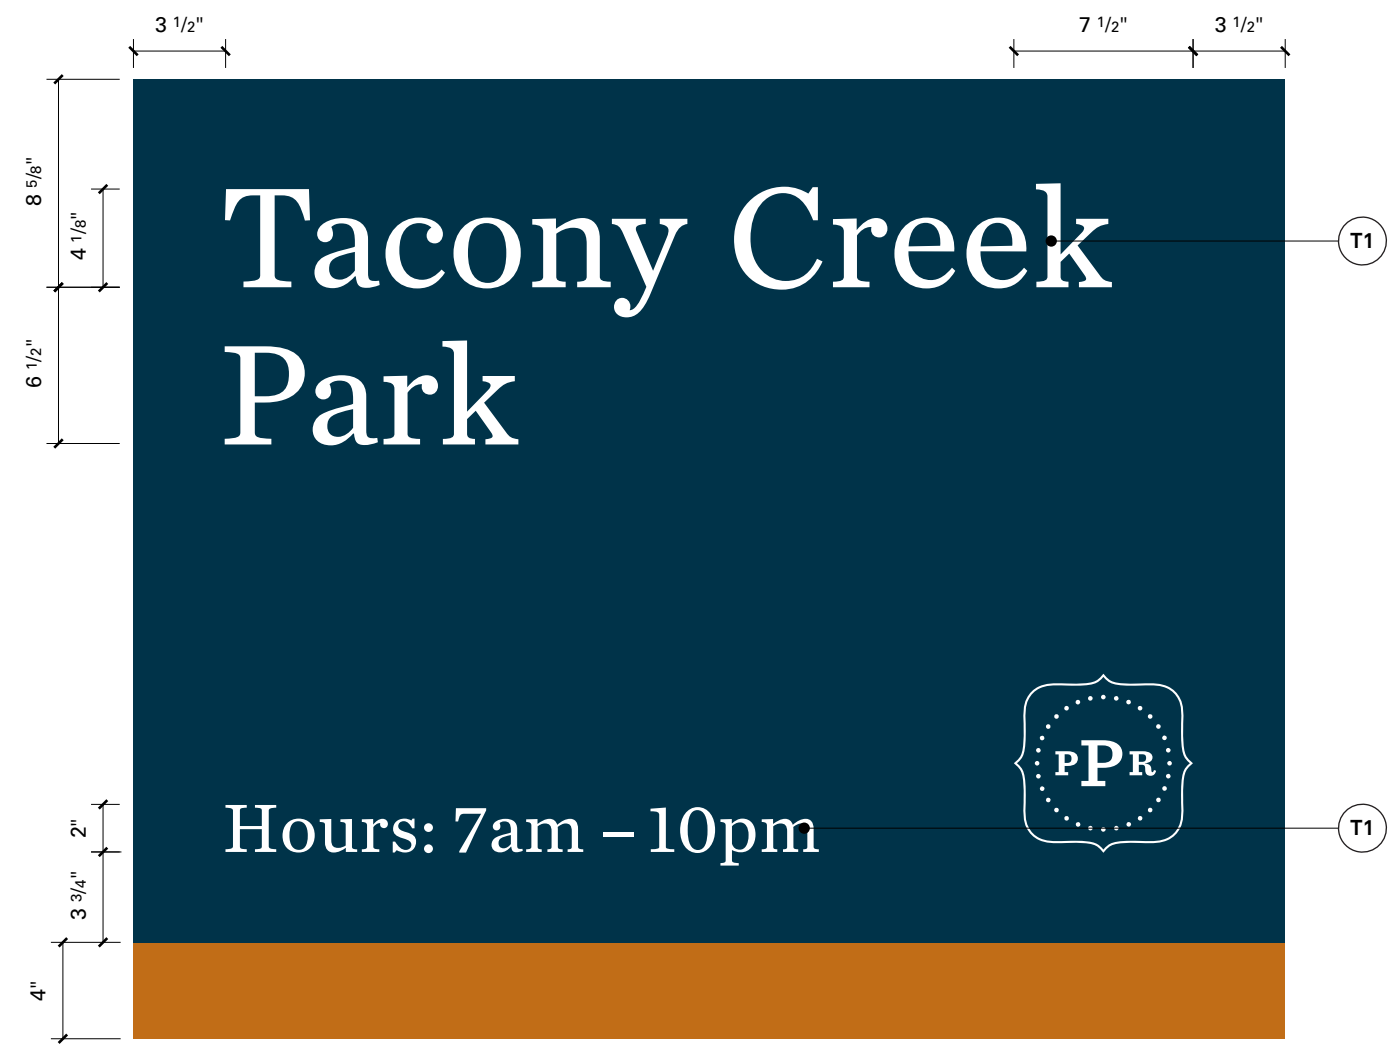 3 1/2"
7 1/2"
3 1/2"
8 5/8"
4 1/8"
Tacony Creek
T1
6 1/2"
Park
PPR
2"
Hours: 7am – 10pm
T1
3 3/4"
4"